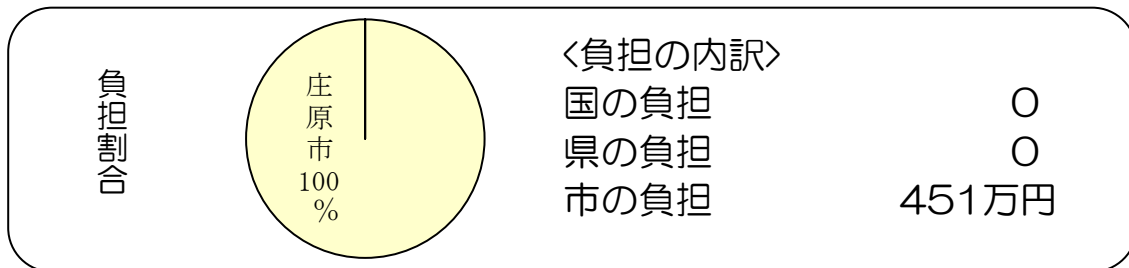 負担割合
庄原市
100
%
<負担の内訳>
国の負担 0
県の負担 0
市の負担 451万円